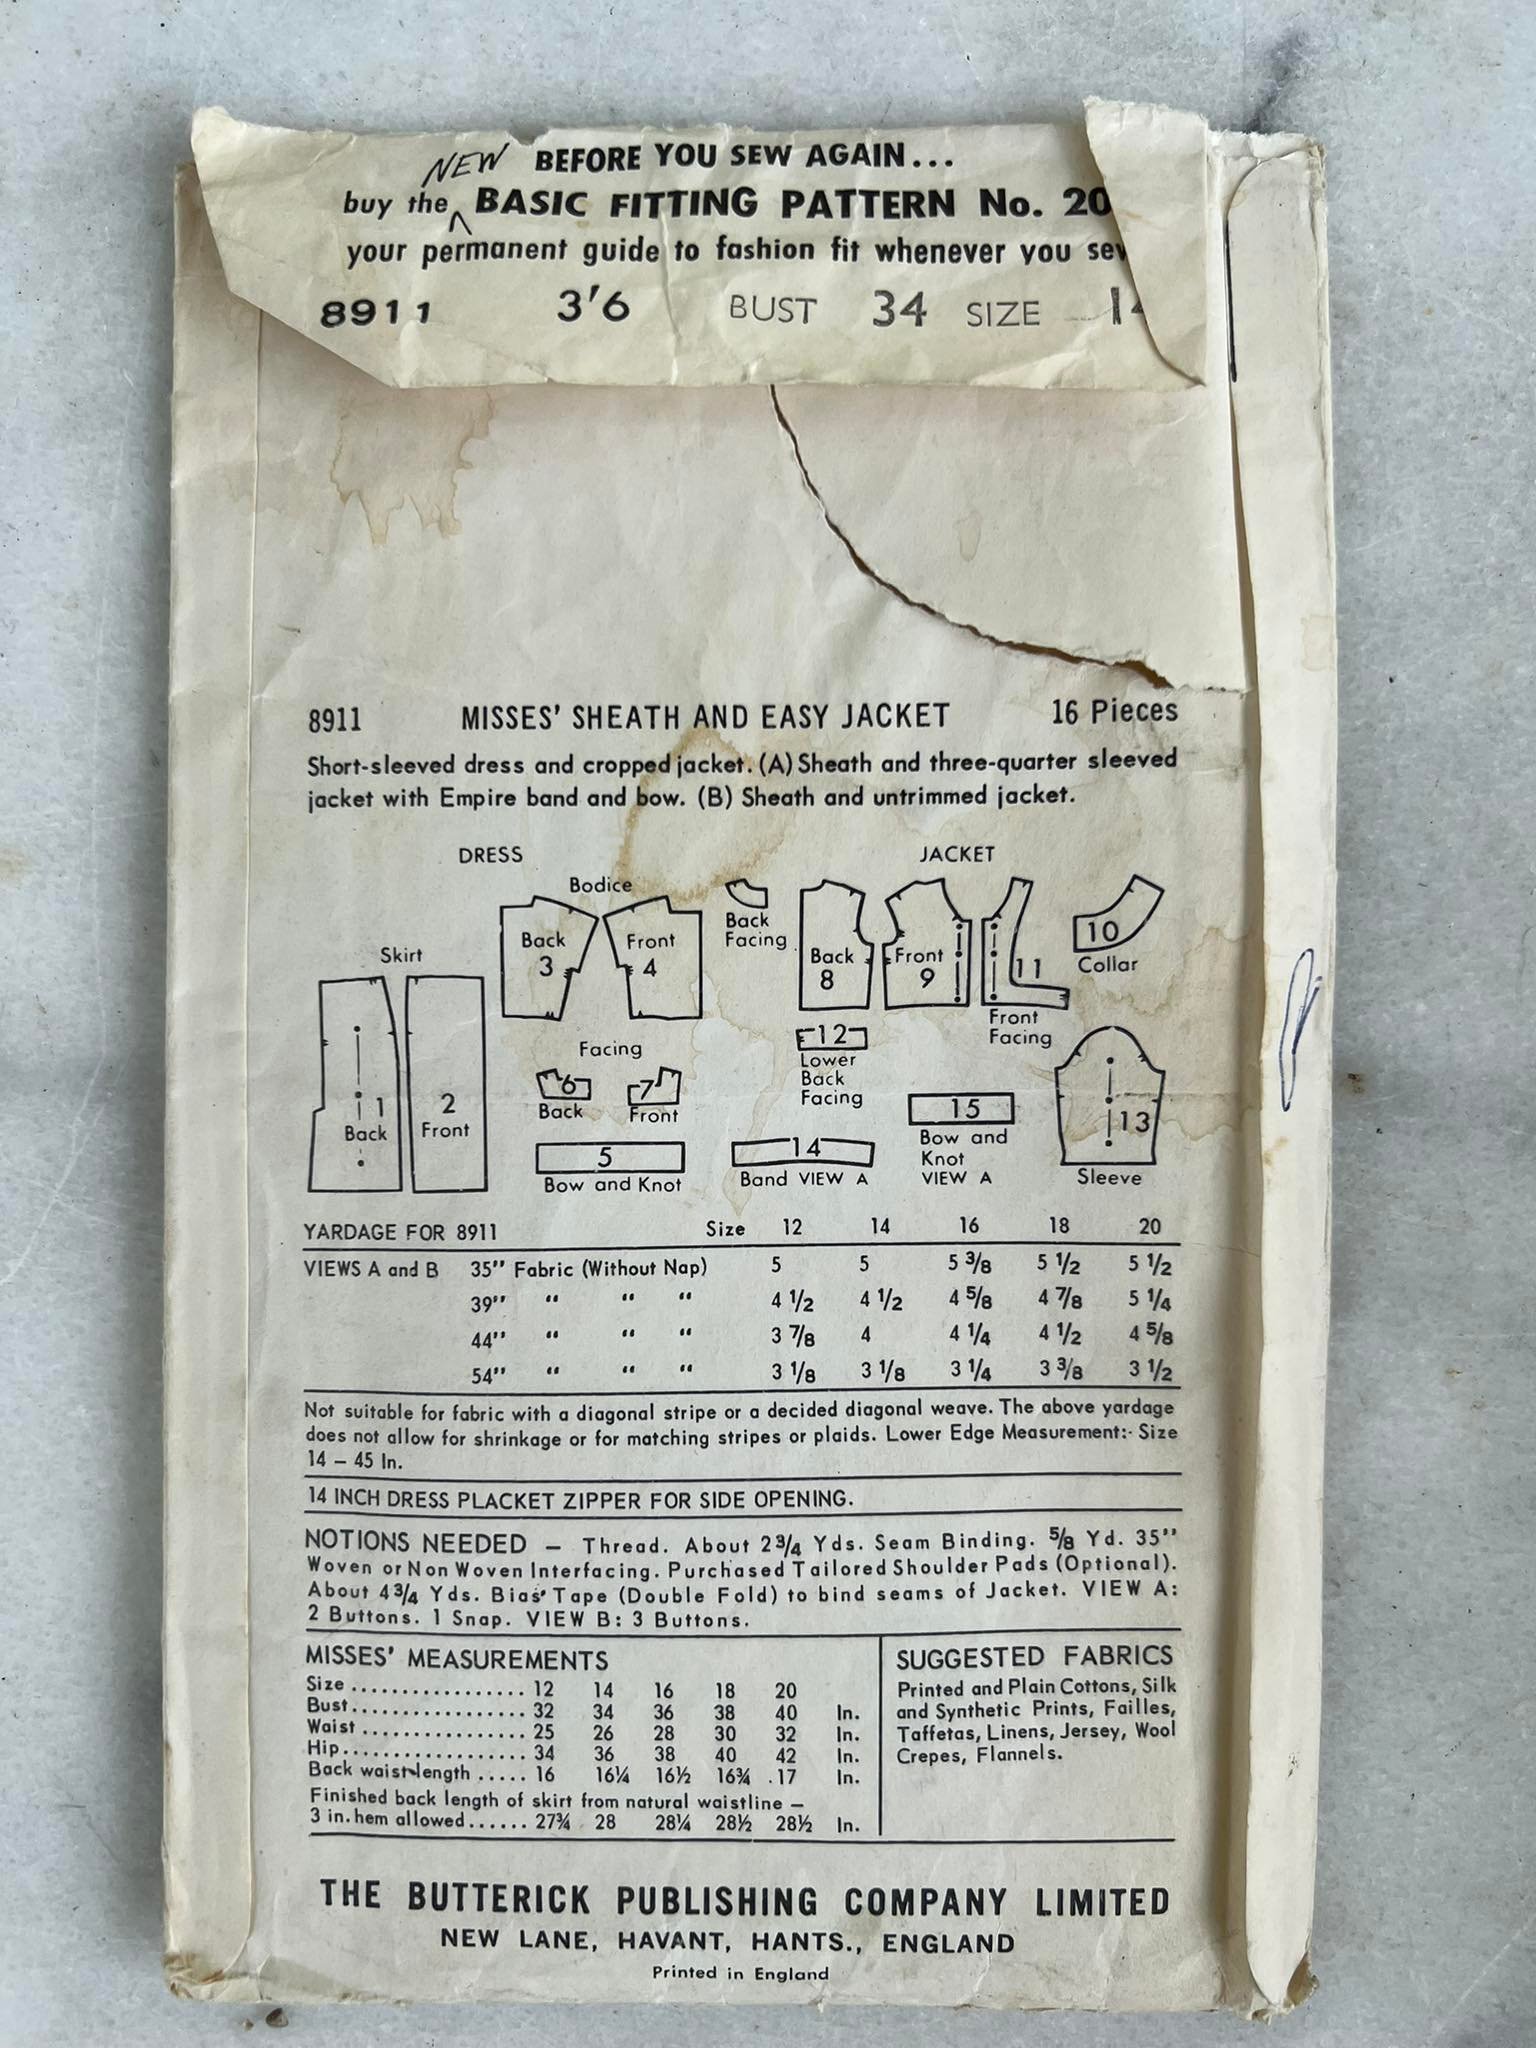 NEW BEFORE YOU SEW AGAIN...
buy the ^ BASIC FITTING PATTERN No. 20
your permanent guide to fashion fit whenever you
8911 3'6 BUST 34 SIZE
8911 MISSES' SHEATH AND EASY JACKET 16 Pieces
Short-sleeved dress and cropped jacket. (A) Sheath and three-quarter sleeved
jacket with Empire band and bow. (B) Sheath and untrimmed jacket.
DRESS JACKET
Bodice
Back Facing
Back 3
Front 4
Back 8
Front 9
11 Front Facing
10 Collar
Skirt
1 Back
2 Front
Facing
6 Back
7 Front
12 Lower Back Facing
5 Bow and Knot
14 Band VIEW A
15 Bow and Knot VIEW A
13 Sleeve
YARDAGE FOR 8911 Size 12 14 16 18 20
VIEWS A and B 35" Fabric (Without Nap) 5 5 5 3/8 5 1/2 5 1/2
39" " " " 4 1/2 4 1/2 4 5/8 4 7/8 5 1/4
44" " " " 3 7/8 4 4 1/4 4 1/2 4 5/8
54" " " " 3 1/8 3 1/8 3 1/4 3 3/8 3 1/2
Not suitable for fabric with a diagonal stripe or a decided diagonal weave. The above yardage
does not allow for shrinkage or for matching stripes or plaids. Lower Edge Measurement:- Size
14 – 45 In.
14 INCH DRESS PLACKET ZIPPER FOR SIDE OPENING.
NOTIONS NEEDED – Thread. About 2 3/4 Yds. Seam Binding. 5/8 Yd. 35"
Woven or Non Woven Interfacing. Purchased Tailored Shoulder Pads (Optional).
About 4 3/4 Yds. Bias Tape (Double Fold) to bind seams of Jacket. VIEW A:
2 Buttons. 1 Snap. VIEW B: 3 Buttons.
MISSES' MEASUREMENTS
Size ................. 12 14 16 18 20
Bust ................. 32 34 36 38 40 In.
Waist ................ 25 26 28 30 32 In.
Hip .................. 34 36 38 40 42 In.
Back waist-length ..... 16 16¼ 16½ 16¾ 17 In.
Finished back length of skirt from natural waistline –
3 in. hem allowed ...... 27¾ 28 28¼ 28½ 28½ In.
SUGGESTED FABRICS
Printed and Plain Cottons, Silk
and Synthetic Prints, Failles,
Taffetas, Linens, Jersey, Wool
Crepes, Flannels.
THE BUTTERICK PUBLISHING COMPANY LIMITED
NEW LANE, HAVANT, HANTS., ENGLAND
Printed in England